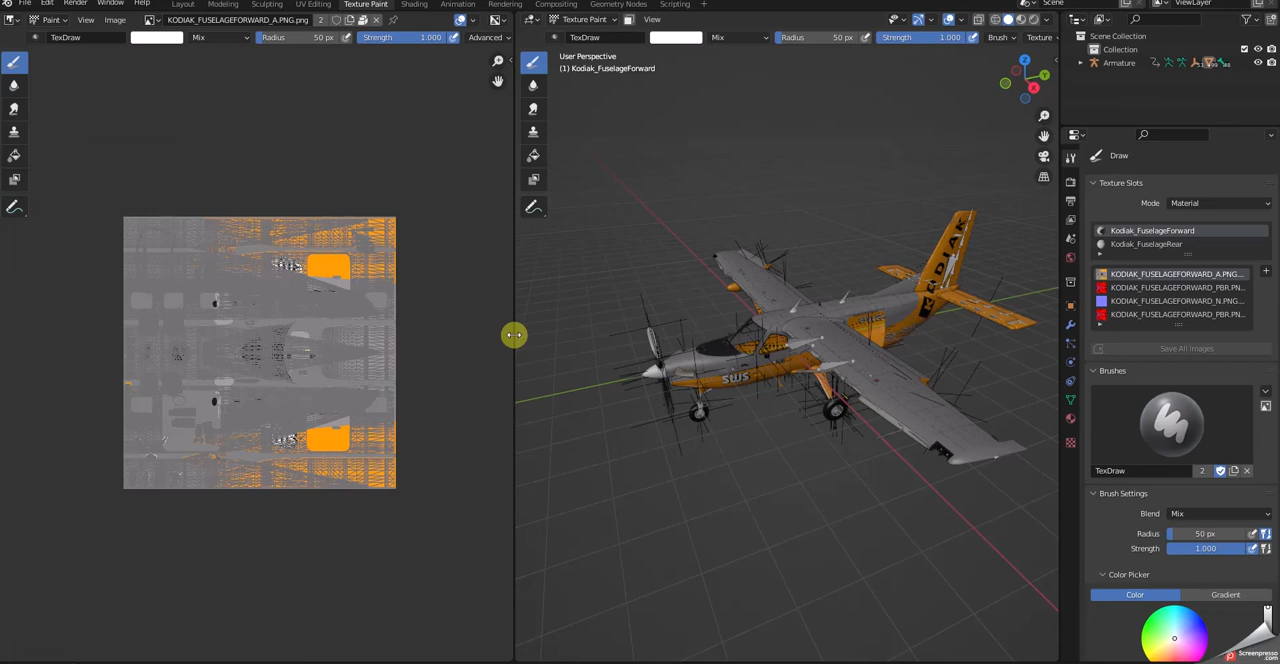 File Edit Render Window Help Layout Modeling Sculpting UV Editing Texture Paint Shading Animation Rendering Compositing Geometry Nodes Scripting + Scene ViewLayer
Paint View Image KODIAK_FUSELAGEFORWARD_A.PNG.png 2 Texture Paint View
TexDraw Mix Radius 50 px Strength 1.000 Advanced TexDraw Mix Radius 50 px Strength 1.000 Brush Texture
Scene Collection
Collection
Armature
User Perspective
(1) Kodiak_FuselageForward
Z
Y
X
KODIAK
SWS
Draw
Texture Slots
Mode Material
Kodiak_FuselageForward
Kodiak_FuselageRear
KODIAK_FUSELAGEFORWARD_A.PNG....
KODIAK_FUSELAGEFORWARD_PBR.PN...
KODIAK_FUSELAGEFORWARD_N.PNG....
KODIAK_FUSELAGEFORWARD_PBR.PN...
Save All Images
Brushes
TexDraw 2
Brush Settings
Blend Mix
Radius 50 px
Strength 1.000
Color Picker
Color Gradient
Screenpresso
.com